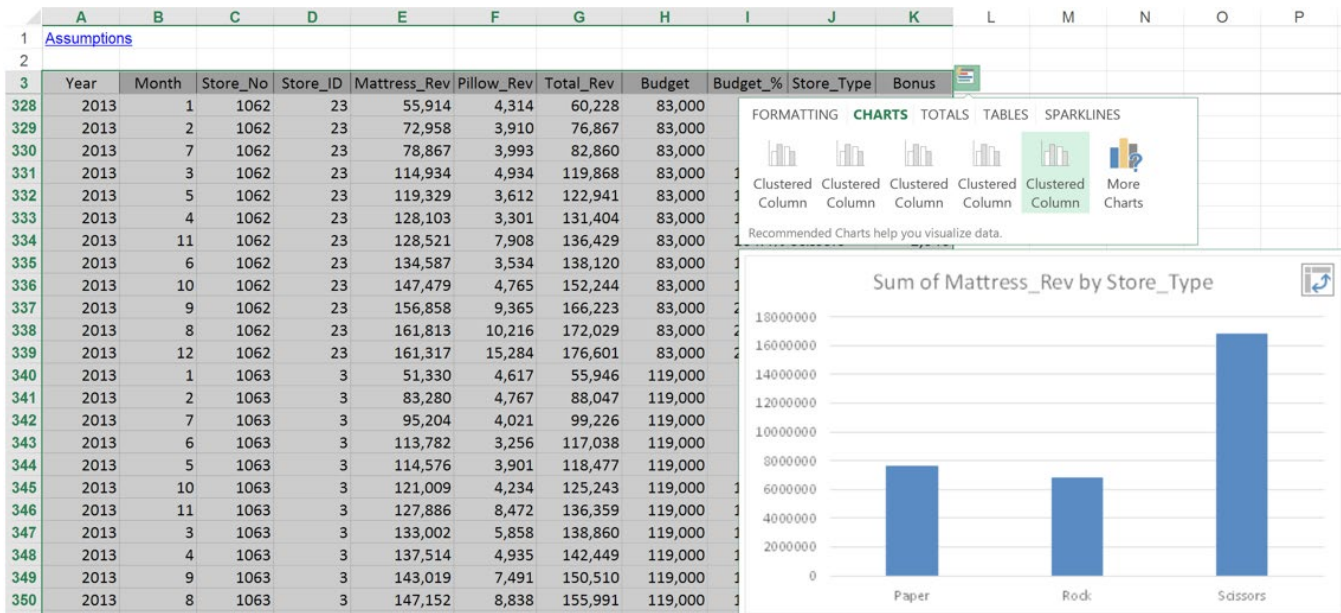 A B C D E F G H I J K L M N O P
1 Assumptions
2
3 Year Month Store_No Store_ID Mattress_Rev Pillow_Rev Total_Rev Budget Budget_% Store_Type Bonus
328 2013 1 1062 23 55,914 4,314 60,228 83,000
329 2013 2 1062 23 72,958 3,910 76,867 83,000
330 2013 7 1062 23 78,867 3,993 82,860 83,000
331 2013 3 1062 23 114,934 4,934 119,868 83,000 1
332 2013 5 1062 23 119,329 3,612 122,941 83,000 1
333 2013 4 1062 23 128,103 3,301 131,404 83,000 1
334 2013 11 1062 23 128,521 7,908 136,429 83,000
335 2013 6 1062 23 134,587 3,534 138,120 83,000 1
336 2013 10 1062 23 147,479 4,765 152,244 83,000 1
337 2013 9 1062 23 156,858 9,365 166,223 83,000 2
338 2013 8 1062 23 161,813 10,216 172,029 83,000 2
339 2013 12 1062 23 161,317 15,284 176,601 83,000 2
340 2013 1 1063 3 51,330 4,617 55,946 119,000
341 2013 2 1063 3 83,280 4,767 88,047 119,000
342 2013 7 1063 3 95,204 4,021 99,226 119,000
343 2013 6 1063 3 113,782 3,256 117,038 119,000
344 2013 5 1063 3 114,576 3,901 118,477 119,000
345 2013 10 1063 3 121,009 4,234 125,243 119,000 1
346 2013 11 1063 3 127,886 8,472 136,359 119,000 1
347 2013 3 1063 3 133,002 5,858 138,860 119,000 1
348 2013 4 1063 3 137,514 4,935 142,449 119,000 1
349 2013 9 1063 3 143,019 7,491 150,510 119,000 1
350 2013 8 1063 3 147,152 8,838 155,991 119,000 1
FORMATTING CHARTS TOTALS TABLES SPARKLINES
Clustered Clustered Clustered Clustered Clustered More
Column Column Column Column Column Charts
Recommended Charts help you visualize data.
Sum of Mattress_Rev by Store_Type
18000000
16000000
14000000
12000000
10000000
8000000
6000000
4000000
2000000
0
Paper Rock Scissors